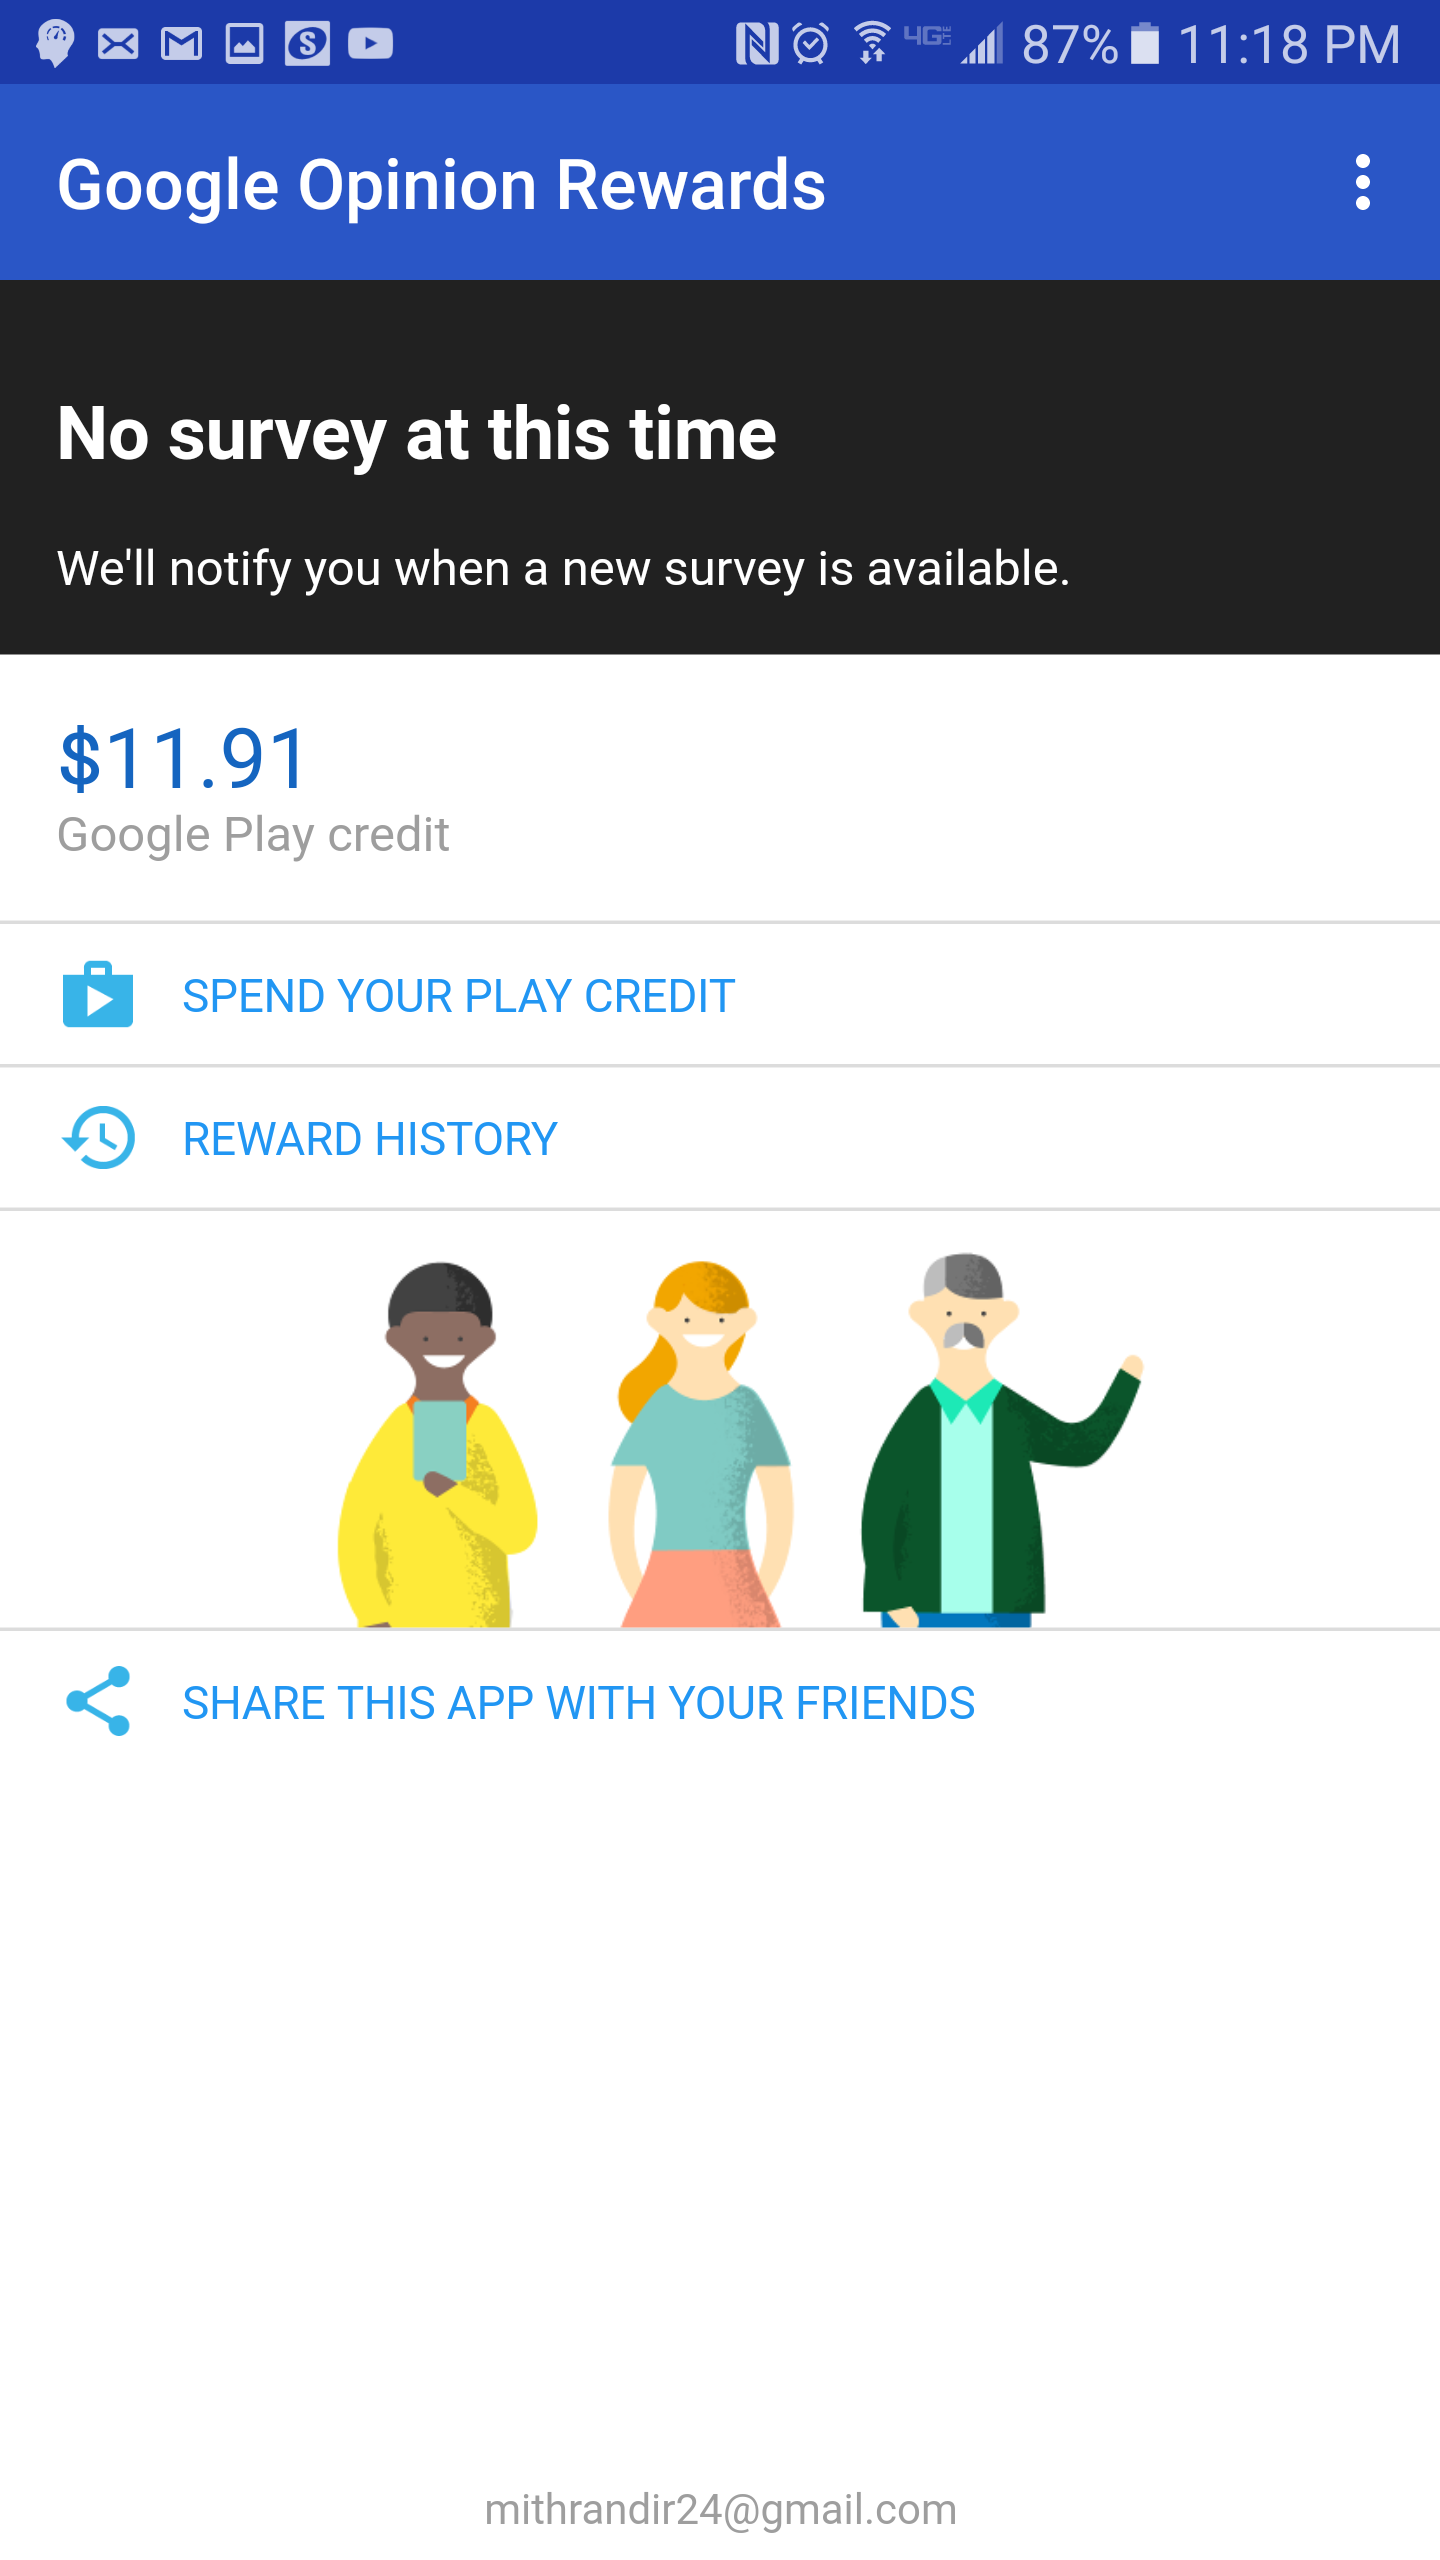 87% 11:18 PM
Google Opinion Rewards
No survey at this time
We'll notify you when a new survey is available.
$11.91
Google Play credit
SPEND YOUR PLAY CREDIT
REWARD HISTORY
SHARE THIS APP WITH YOUR FRIENDS
mithrandir24@gmail.com